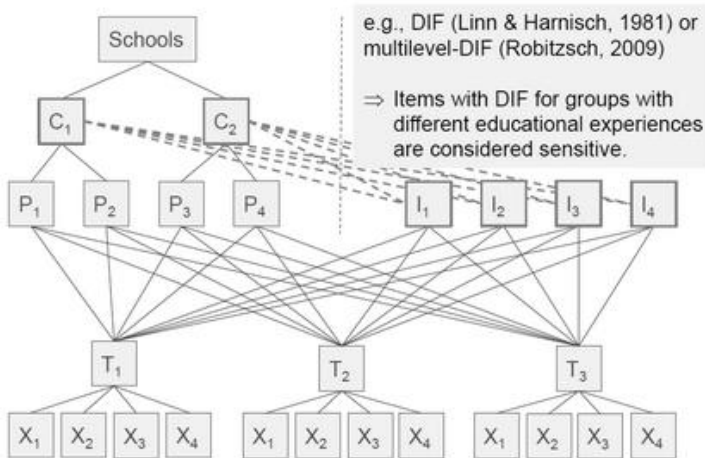 Schools
e.g., DIF (Linn & Harnisch, 1981) or
multilevel-DIF (Robitzsch, 2009)
⇒ Items with DIF for groups with
different educational experiences
are considered sensitive.
C₁ C₂
P₁ P₂ P₃ P₄ I₁ I₂ I₃ I₄
T₁ T₂ T₃
X₁ X₂ X₃ X₄ X₁ X₂ X₃ X₄ X₁ X₂ X₃ X₄